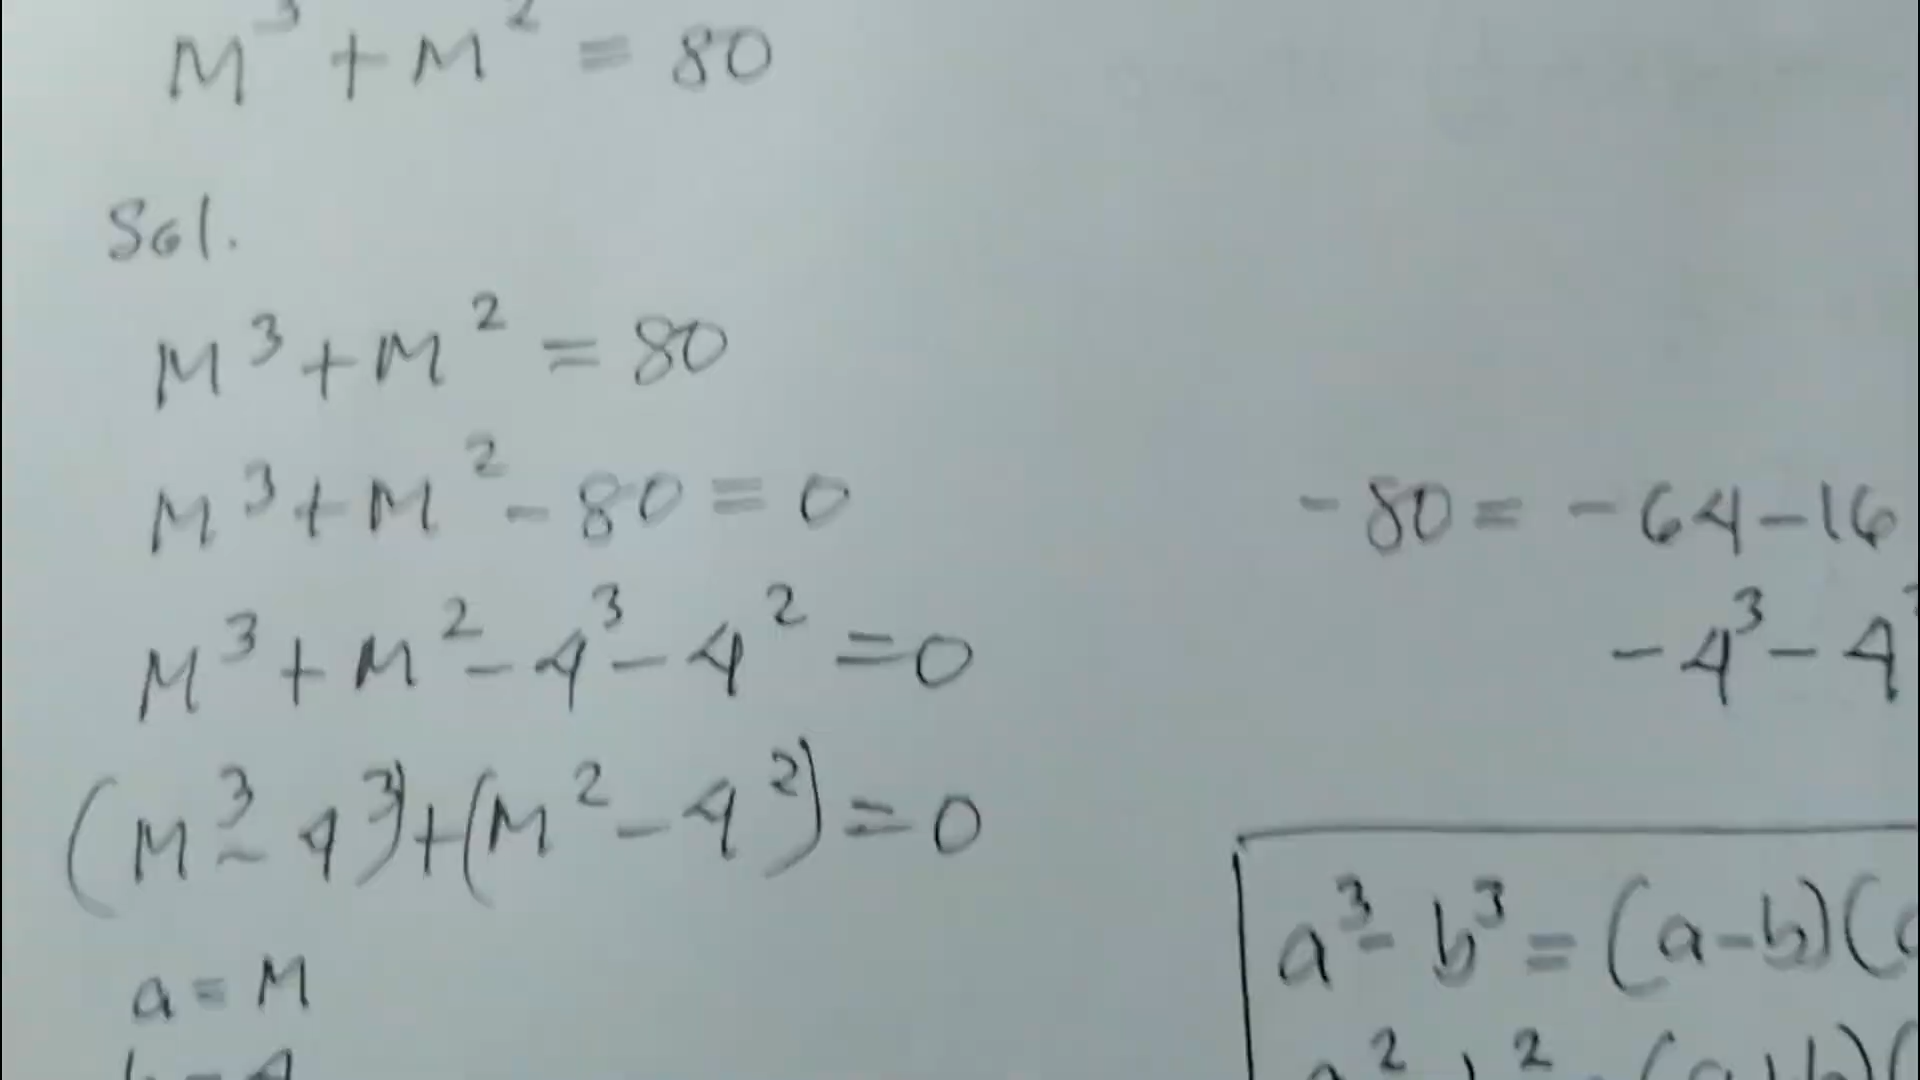 M³ + M² = 80
Sol.
M³ + M² = 80
M³ + M² - 80 = 0
M³ + M² - 4³ - 4² = 0
(M³ - 4³) + (M² - 4²) = 0
a = M
-80 = -64 - 16
-4³ - 4
a³ - b³ = (a - b)(